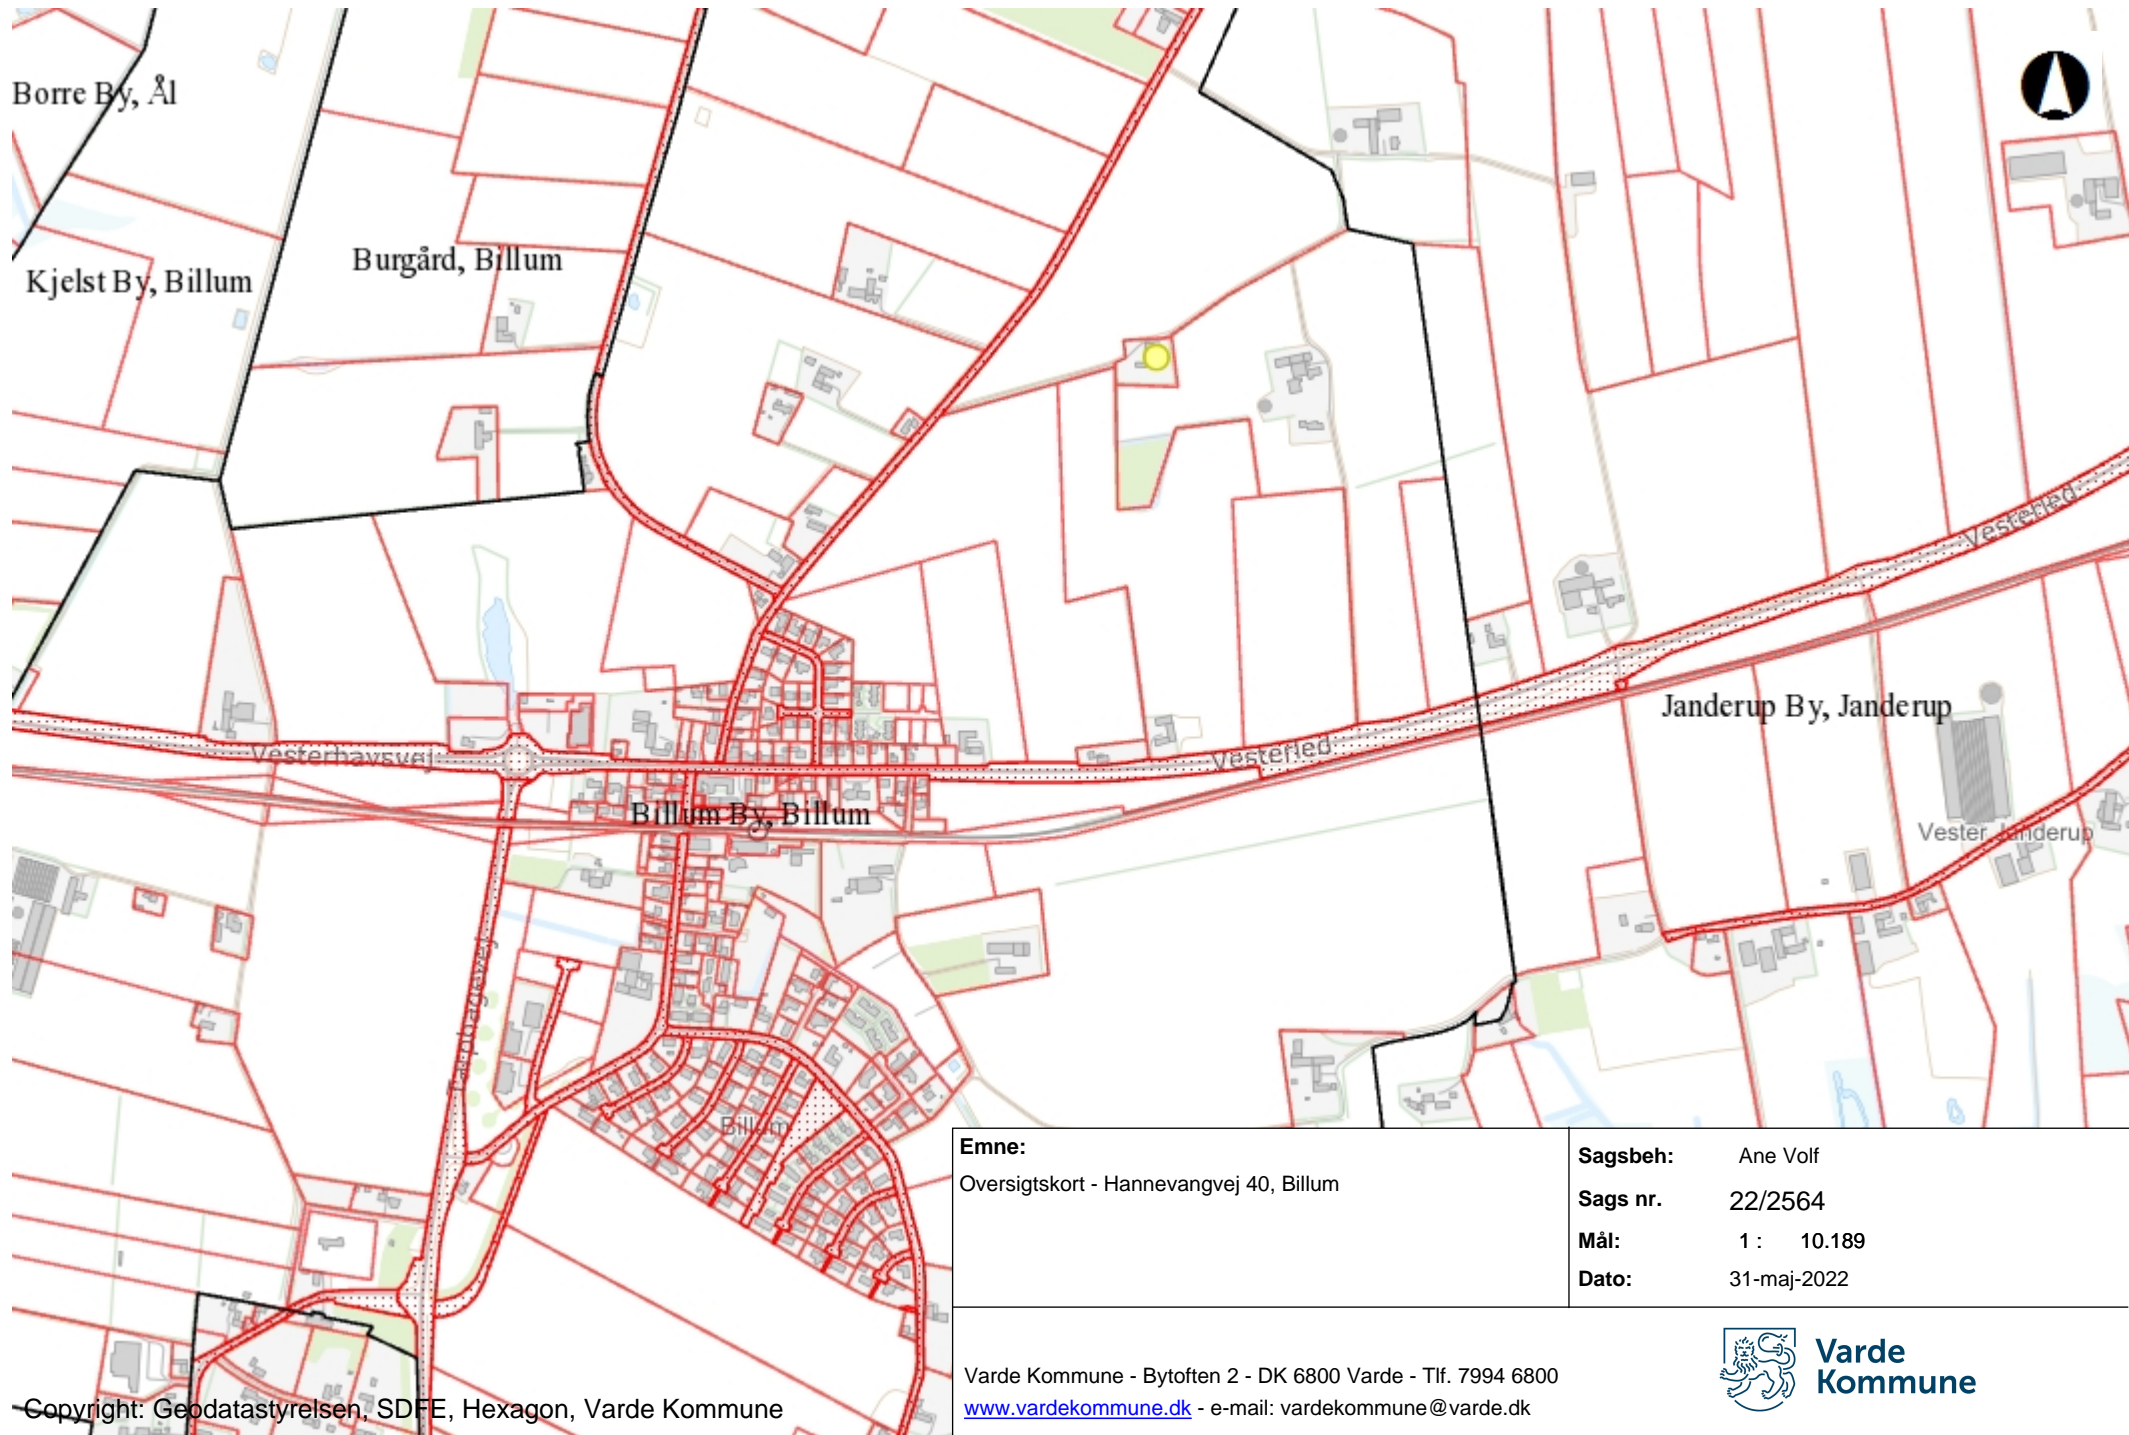 Borre By, Ål
Kjelst By, Billum
Burgård, Billum
Vesterled
Janderup By, Janderup
Vesterhavsvej
Vesterled
Billum By, Billum
Vester Janderup
Billum
Emne:
Oversigtskort - Hannevangvej 40, Billum
Sagsbeh: Ane Volf
Sags nr. 22/2564
Mål: 1 : 10.189
Dato: 31-maj-2022
Varde Kommune - Bytoften 2 - DK 6800 Varde - Tlf. 7994 6800
www.vardekommune.dk - e-mail: vardekommune@varde.dk
Varde
Kommune
Copyright: Geodatastyrelsen, SDFE, Hexagon, Varde Kommune